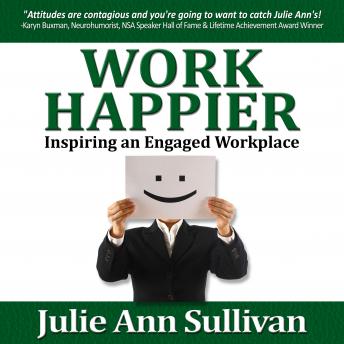 "Attitudes are contagious and you're going to want to catch Julie Ann's!
-Karyn Buxman, Neurohumorist, NSA Speaker Hall of Fame & Lifetime Achievement Award Winner
WORK
HAPPIER
Inspiring an Engaged Workplace
Julie Ann Sullivan